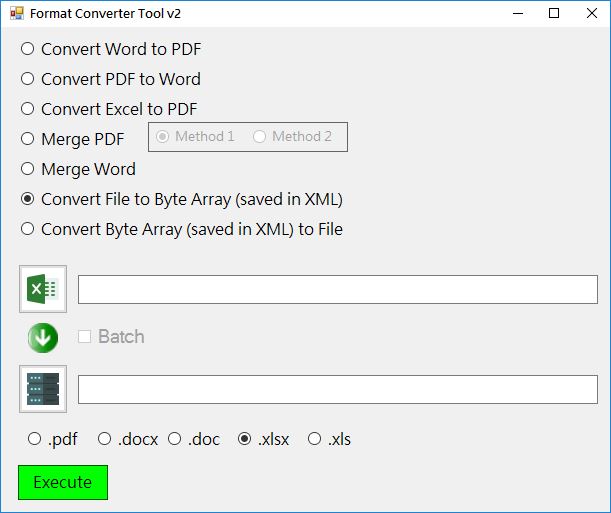 Format Converter Tool v2
Convert Word to PDF
Convert PDF to Word
Convert Excel to PDF
Merge PDF Method 1 Method 2
Merge Word
Convert File to Byte Array (saved in XML)
Convert Byte Array (saved in XML) to File
X
Batch
.pdf .docx .doc .xlsx .xls
Execute